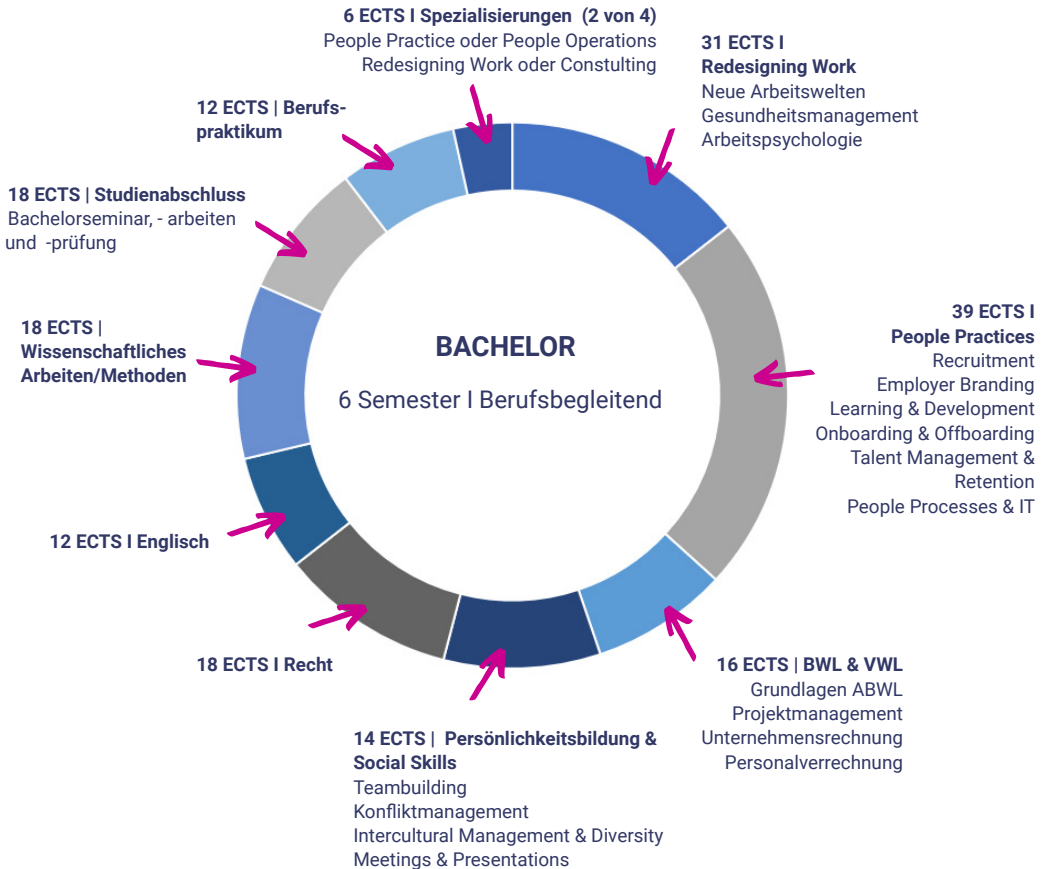 6 ECTS I Spezialisierungen (2 von 4)
People Practice oder People Operations
Redesigning Work oder Constulting
31 ECTS I
Redesigning Work
Neue Arbeitswelten
Gesundheitsmanagement
Arbeitspsychologie
39 ECTS I
People Practices
Recruitment
Employer Branding
Learning & Development
Onboarding & Offboarding
Talent Management &
Retention
People Processes & IT
16 ECTS | BWL & VWL
Grundlagen ABWL
Projektmanagement
Unternehmensrechnung
Personalverrechnung
14 ECTS | Persönlichkeitsbildung &
Social Skills
Teambuilding
Konfliktmanagement
Intercultural Management & Diversity
Meetings & Presentations
18 ECTS I Recht
12 ECTS I Englisch
18 ECTS |
Wissenschaftliches
Arbeiten/Methoden
18 ECTS | Studienabschluss
Bachelorseminar, - arbeiten
und -prüfung
12 ECTS | Berufs-
praktikum
BACHELOR
6 Semester I Berufsbegleitend